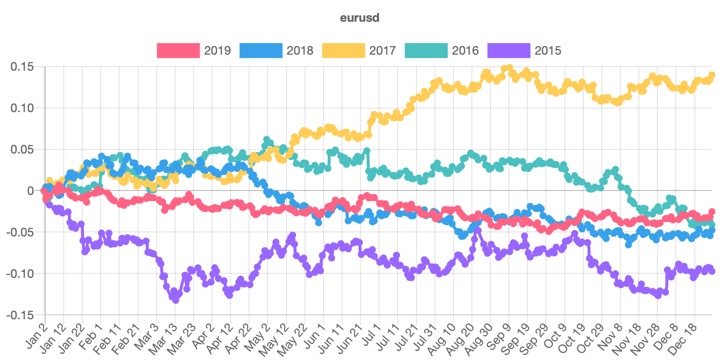 eurusd
2019 2018 2017 2016 2015
0.15
0.10
0.05
0
-0.05
-0.10
-0.15
Jan 2 Jan 12 Jan 22 Feb 1 Feb 11 Feb 21 Mar 3 Mar 13 Mar 23 Apr 2 Apr 12 Apr 22 May 2 May 12 May 22 Jun 1 Jun 11 Jun 21 Jul 1 Jul 11 Jul 21 Jul 31 Aug 10 Aug 20 Aug 30 Sep 9 Sep 19 Sep 29 Oct 9 Oct 19 Oct 29 Nov 8 Nov 18 Nov 28 Dec 8 Dec 18